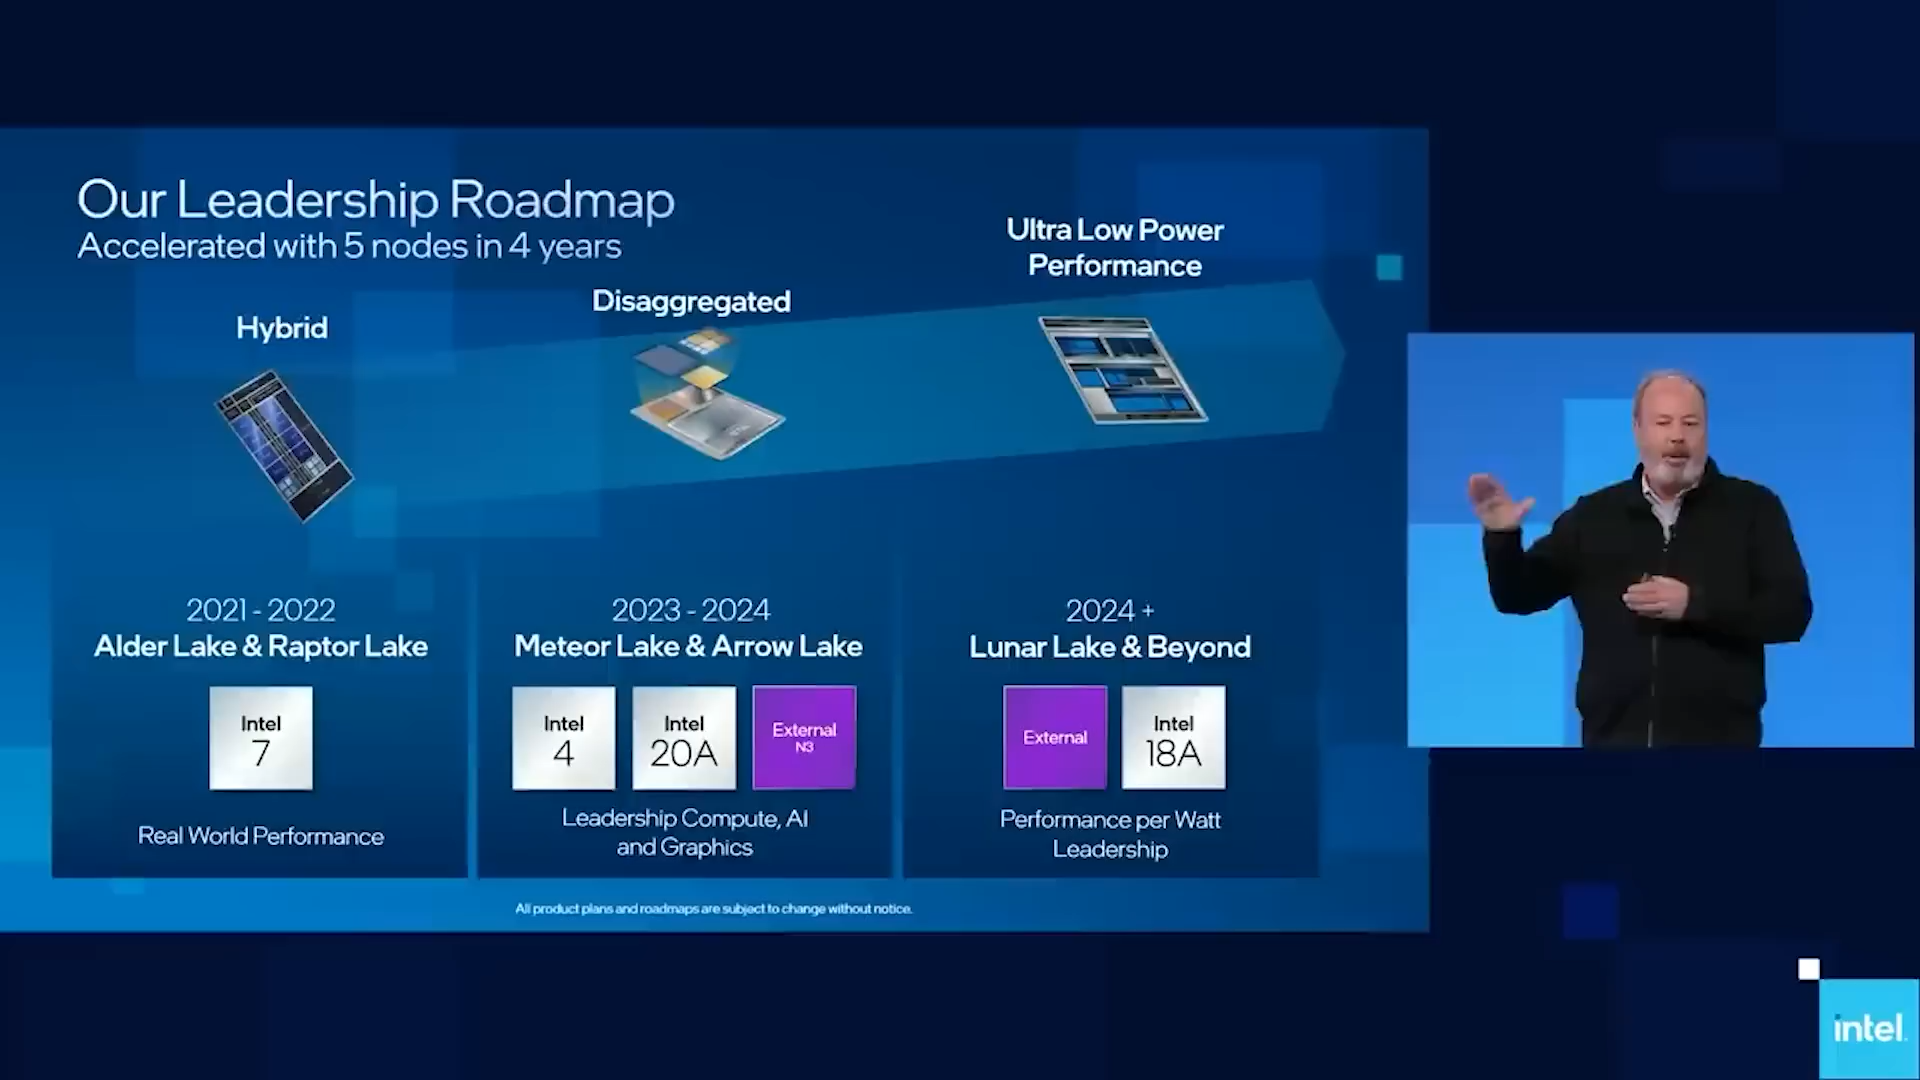 Our Leadership Roadmap
Accelerated with 5 nodes in 4 years
Hybrid
Disaggregated
Ultra Low Power
Performance
2021 - 2022
Alder Lake & Raptor Lake
Intel
7
Real World Performance
2023 - 2024
Meteor Lake & Arrow Lake
Intel
4
Intel
20A
External
N3
Leadership Compute, AI
and Graphics
2024 +
Lunar Lake & Beyond
External
Intel
18A
Performance per Watt
Leadership
All product plans and roadmaps are subject to change without notice.
intel.